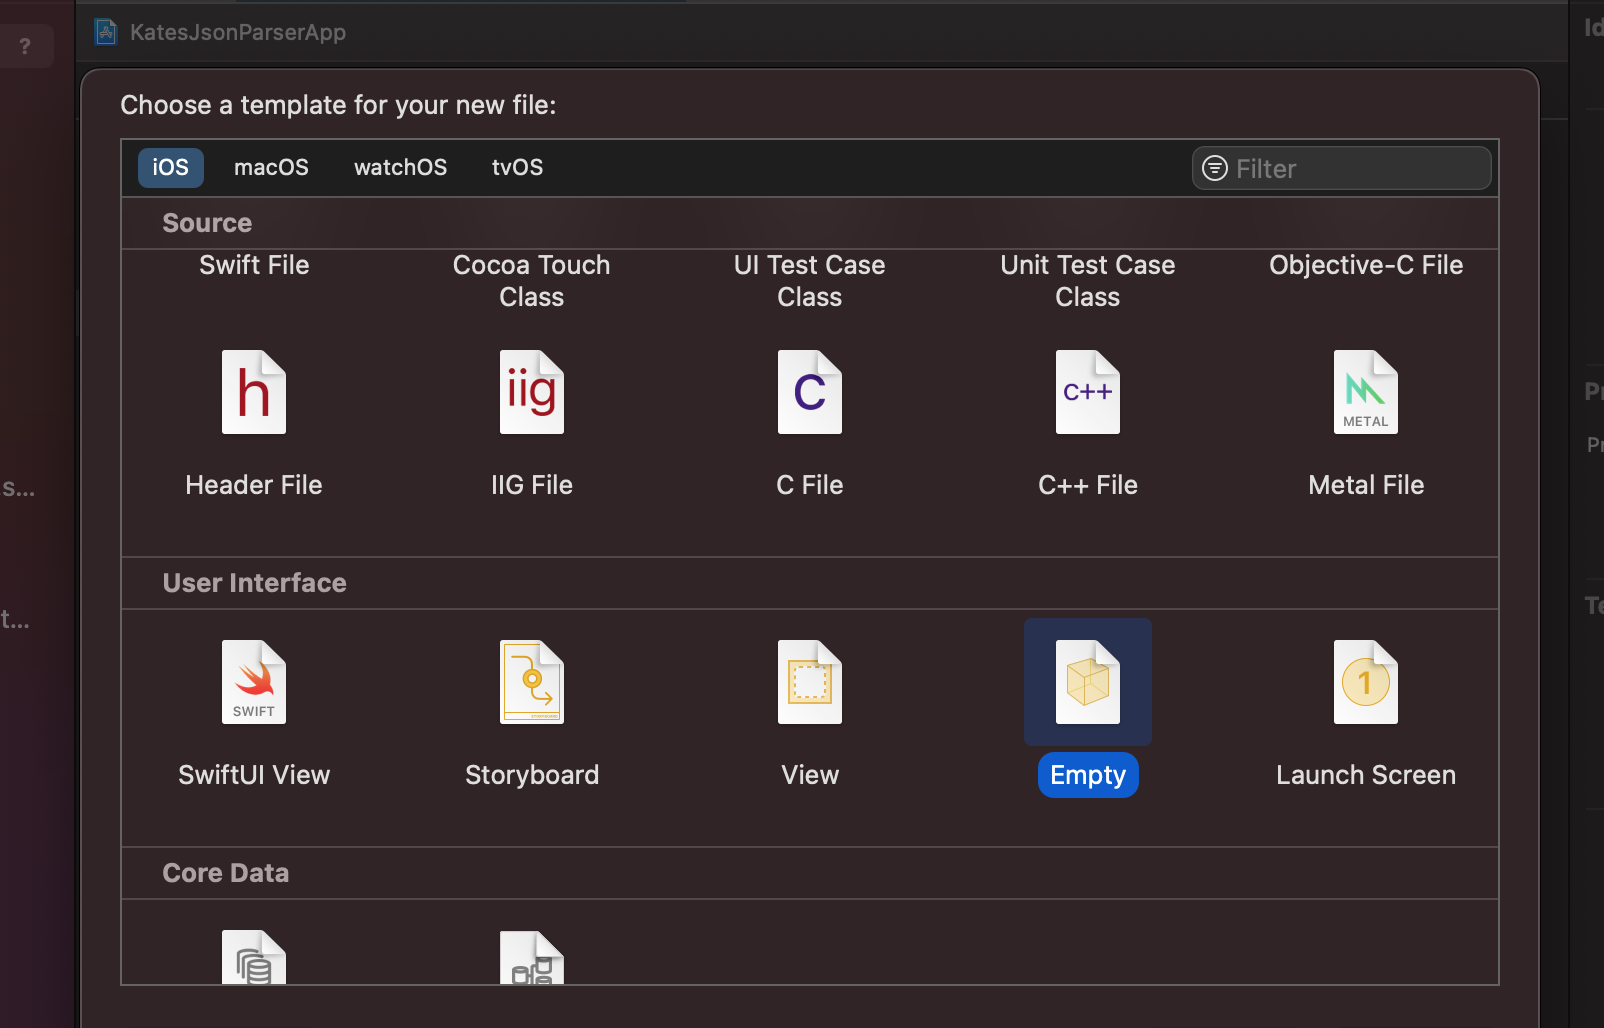 ?
KatesJsonParserApp
Id
Choose a template for your new file:
iOS macOS watchOS tvOS Filter
Source
Swift File Cocoa Touch Class UI Test Case Class Unit Test Case Class Objective-C File
h iig C C++ METAL
Header File IIG File C File C++ File Metal File
Pr
Pr
s...
User Interface
Te
t...
SWIFT 1
SwiftUI View Storyboard View Empty Launch Screen
Core Data